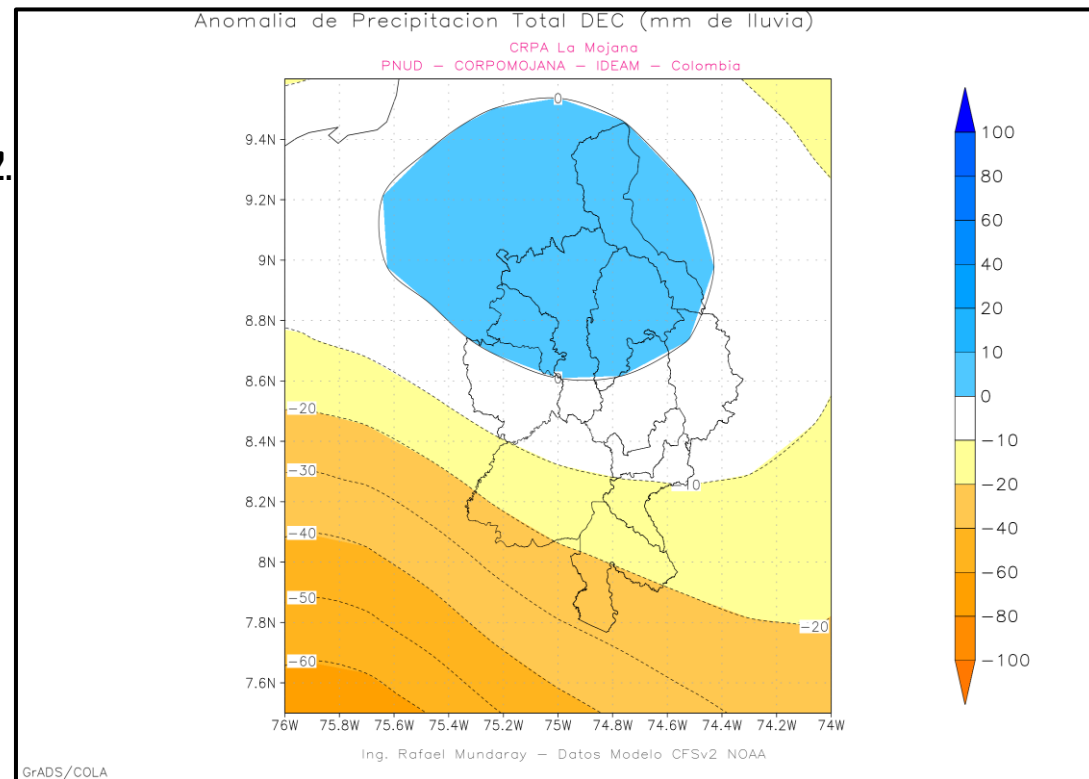 Anomalia de Precipitacion Total DEC (mm de lluvia)
CRPA La Mojana
PNUD – CORPOMOJANA – IDEAM – Colombia
9.4N
9.2N
9N
8.8N
8.6N
8.4N
8.2N
8N
7.8N
7.6N
0
0
-10
-20
-20
-30
-40
-50
-60
76W 75.8W 75.6W 75.4W 75.2W 75W 74.8W 74.6W 74.4W 74.2W 74W
100
80
60
40
20
10
0
-10
-20
-40
-60
-80
-100
Ing. Rafael Mundaray – Datos Modelo CFSv2 NOAA
GrADS/COLA